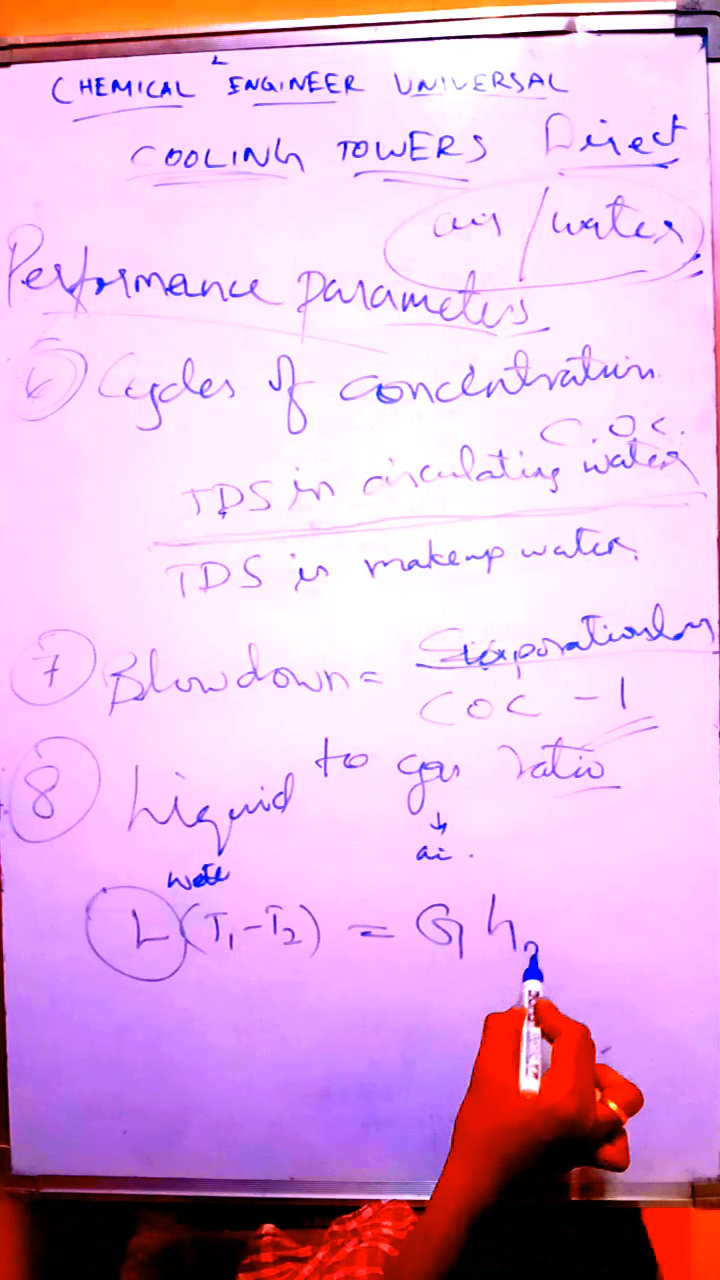 CHEMICAL ENGINEER UNIVERSAL
COOLING TOWERS Direct
air/water
Performance parameters
6 Cycles of concentration
C.O.C.
TDS in circulating water
TDS in makeup water.
7 Blowdown = Evaporation loss
COC - 1
8 Liquid to gas ratio
↓
air.
L(T₁-T₂) = G h₂